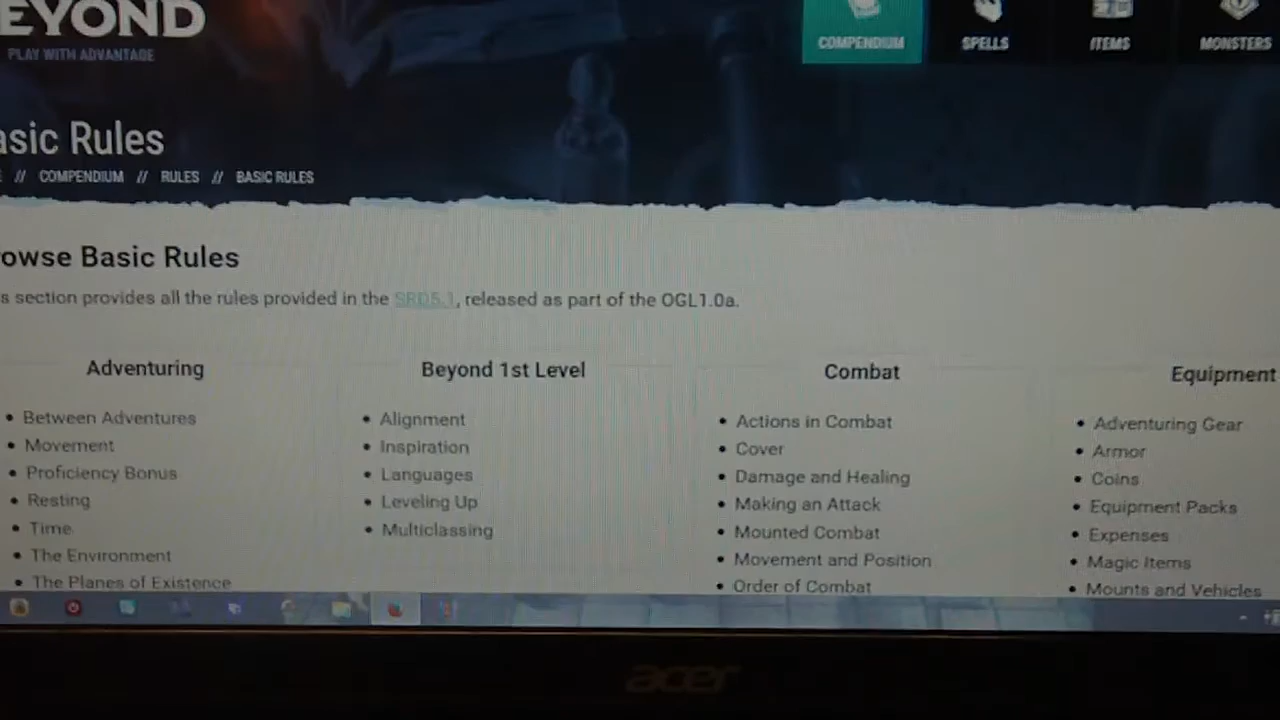 EYOND
PLAY WITH ADVANTAGE
COMPENDIUM
SPELLS
ITEMS
MONSTERS
asic Rules
E // COMPENDIUM // RULES // BASIC RULES
owse Basic Rules
s section provides all the rules provided in the SRD5.1, released as part of the OGL1.0a.
Adventuring
• Between Adventures
• Movement
• Proficiency Bonus
• Resting
• Time
• The Environment
• The Planes of Existence
Beyond 1st Level
• Alignment
• Inspiration
• Languages
• Leveling Up
• Multiclassing
Combat
• Actions in Combat
• Cover
• Damage and Healing
• Making an Attack
• Mounted Combat
• Movement and Position
• Order of Combat
Equipment
• Adventuring Gear
• Armor
• Coins
• Equipment Packs
• Expenses
• Magic Items
• Mounts and Vehicles
acer